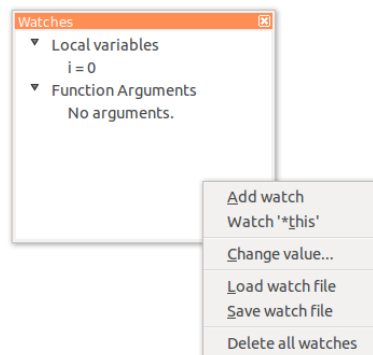 Watches
Local variables
i = 0
Function Arguments
No arguments.
Add watch
Watch '*this'
Change value...
Load watch file
Save watch file
Delete all watches